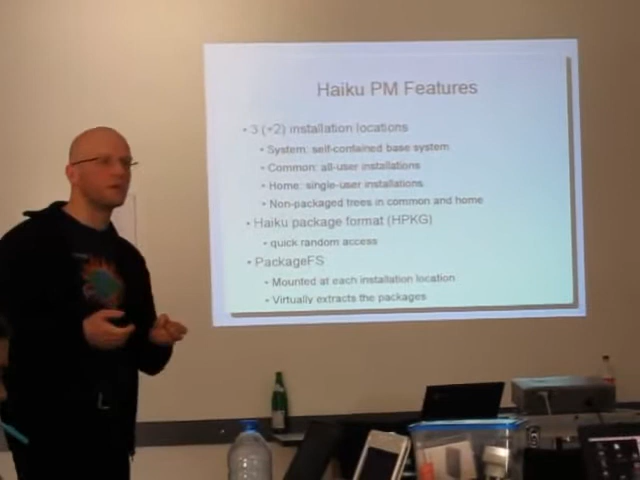 Haiku PM Features
• 3 (+2) installation locations
• System: self-contained base system
• Common: all-user installations
• Home: single-user installations
• Non-packaged trees in common and home
• Haiku package format (HPKG)
• quick random access
• PackageFS
• Mounted at each installation location
• Virtually extracts the packages